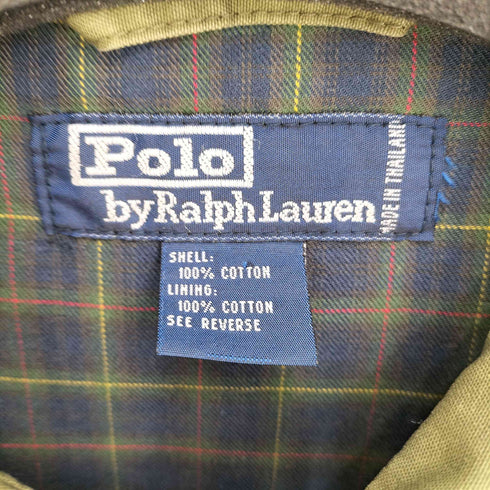 Polo
by Ralph Lauren
MADE IN THAILAND
SHELL:
100% COTTON
LINING:
100% COTTON
SEE REVERSE